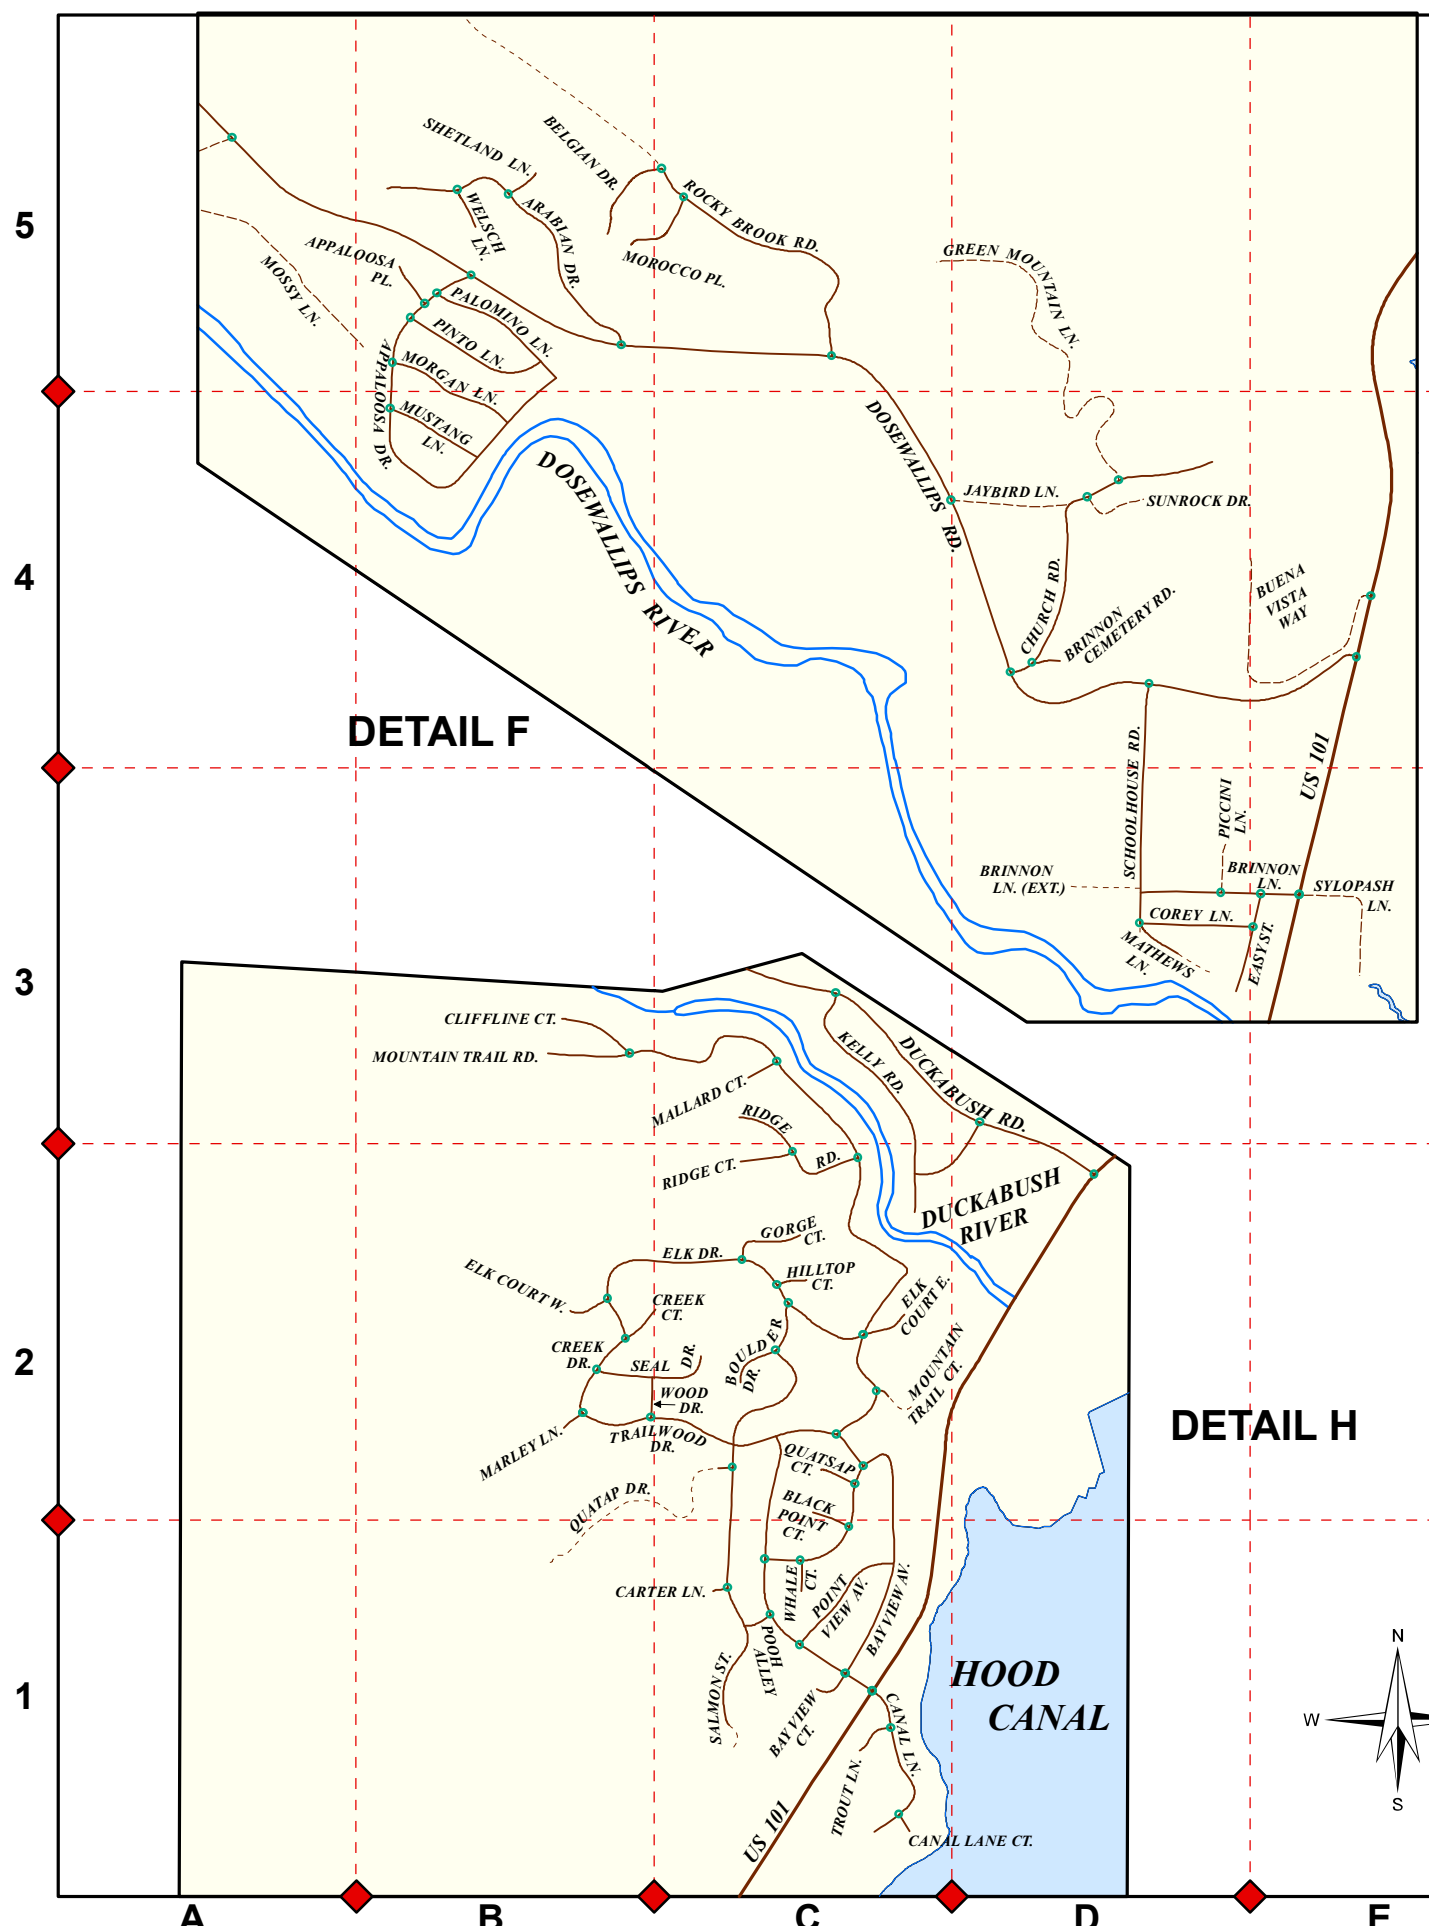 SHETLAND LN.
BELGIAN DR.
ROCKY BROOK RD.
WELSCH
LN.
ARABIAN DR.
5
APPALOOSA
PL.
MOSSY LN.
MOROCCO PL.
GREEN MOUNTAIN LN.
PALOMINO LN.
PINTO LN.
MORGAN LN.
MUSTANG
LN.
APPALOOSA DR.
DOSEWALLIPS RD.
DOSEWALLIPS RIVER
JAYBIRD LN.
SUNROCK DR.
4
CHURCH RD.
BRINNON
CEMETERY RD.
BUENA
VISTA
WAY
DETAIL F
SCHOOLHOUSE RD.
US 101
PICCINI
LN.
BRINNON
LN. (EXT.)
BRINNON
LN.
SYLOPASH
LN.
COREY LN.
MATHEWS
LN.
EASY ST.
3
CLIFFLINE CT.
MOUNTAIN TRAIL RD.
KELLY RD.
DUCKABUSH RD.
MALLARD CT.
RIDGE
RD.
RIDGE CT.
DUCKABUSH
RIVER
GORGE
CT.
ELK DR.
HILLTOP
CT.
ELK COURT W.
CREEK
CT.
ELK
COURT E.
CREEK
DR.
SEAL
DR.
BOULDER
DR.
MOUNTAIN
TRAIL CT.
2
WOOD
DR.
TRAILWOOD
DR.
MARLEY LN.
DETAIL H
QUATSAP
CT.
QUATAP DR.
BLACK
POINT
CT.
CARTER LN.
WHALE
CT.
POINT
VIEW AV.
BAYVIEW AV.
POOH
ALLEY
SALMON ST.
1
BAYVIEW
CT.
CANAL LN.
HOOD
CANAL
TROUT LN.
US 101
CANAL LANE CT.
N
W
S
A
B
C
D
E